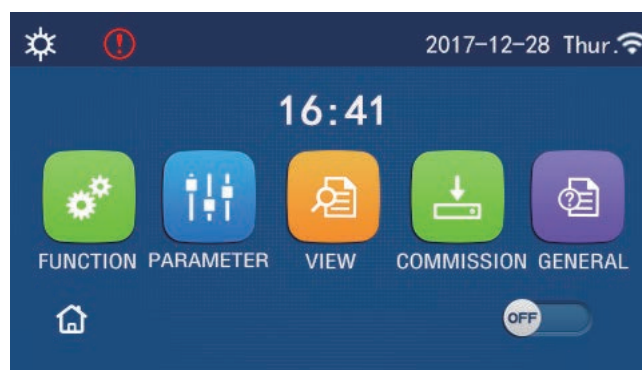 2017-12-28 Thur.
16:41
FUNCTION PARAMETER VIEW COMMISSION GENERAL
OFF